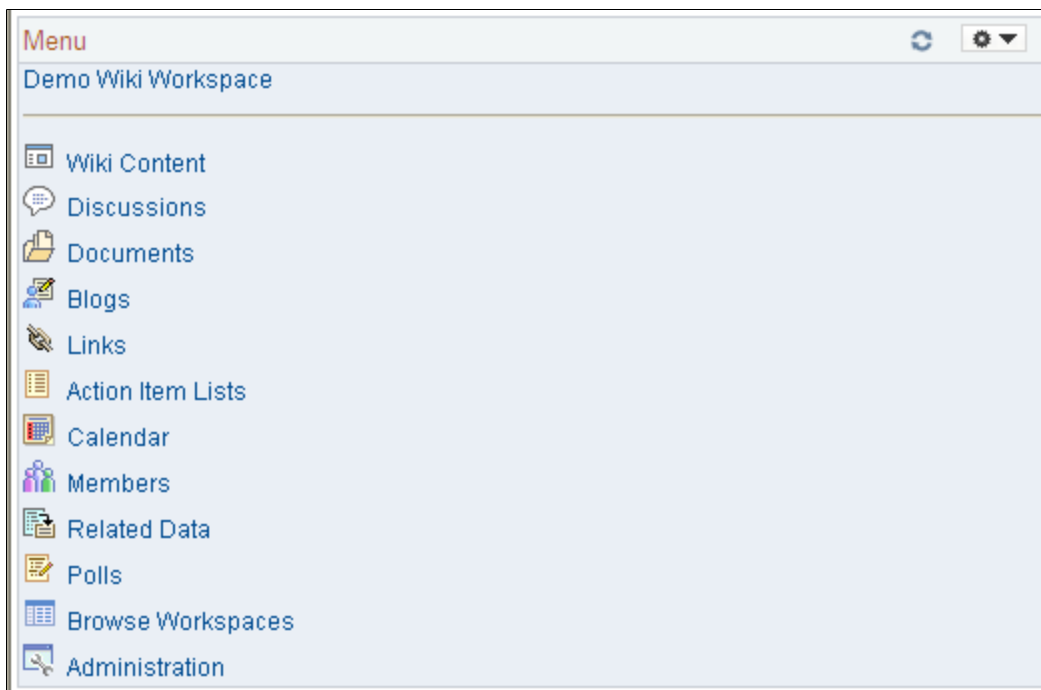 Menu
Demo Wiki Workspace
Wiki Content
Discussions
Documents
Blogs
Links
Action Item Lists
Calendar
Members
Related Data
Polls
Browse Workspaces
Administration